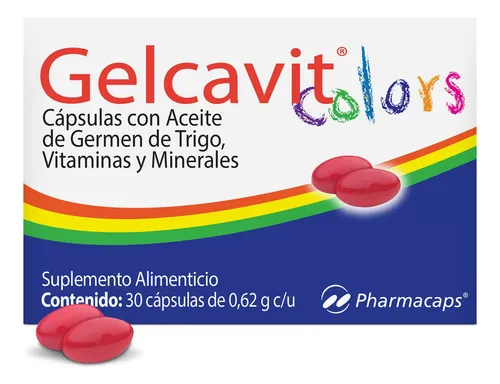 Gelcavit® colors
Cápsulas con Aceite
de Germen de Trigo,
Vitaminas y Minerales
Suplemento Alimenticio
Contenido: 30 cápsulas de 0,62 g c/u
Pharmacaps®